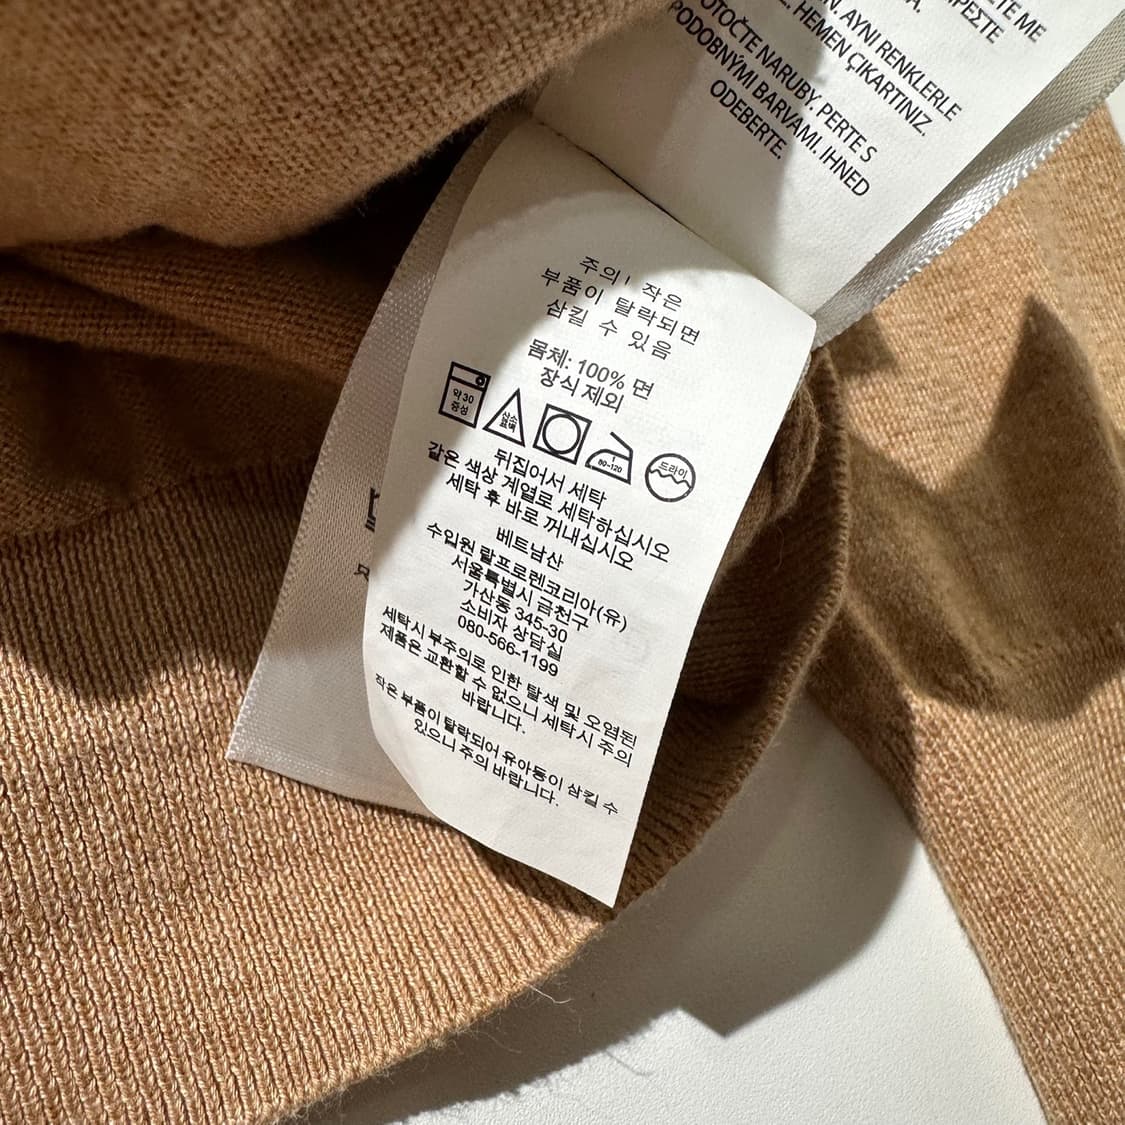 ETE ME
ΙΡΕΣΤΕ
Α.
N. AYNI RENKLERLE
HEMEN ÇIKARTINIZ.
OTOČTE NARUBY. PERTE S
PODOBNÝMI BARVAMI. IHNED
ODEBERTE.
주의! 작은
부품이 탈락되면
삼킬 수 있음
몸체: 100% 면
장식 제외
약 30
중성
산소
표백
80~120
드라이
뒤집어서 세탁
같은 색상 계열로 세탁하십시오
세탁 후 바로 꺼내십시오
베트남산
수입원 랄프로렌코리아(유)
서울특별시 금천구
가산동 345-30
소비자 상담실
080-566-1199
세탁시 부주의로 인한 탈색 및 오염된
제품은 교환할 수 없으니 세탁시 주의
바랍니다.
작은 부품이 탈락되어 유아동이 삼킬 수
있으니 주의 바랍니다.